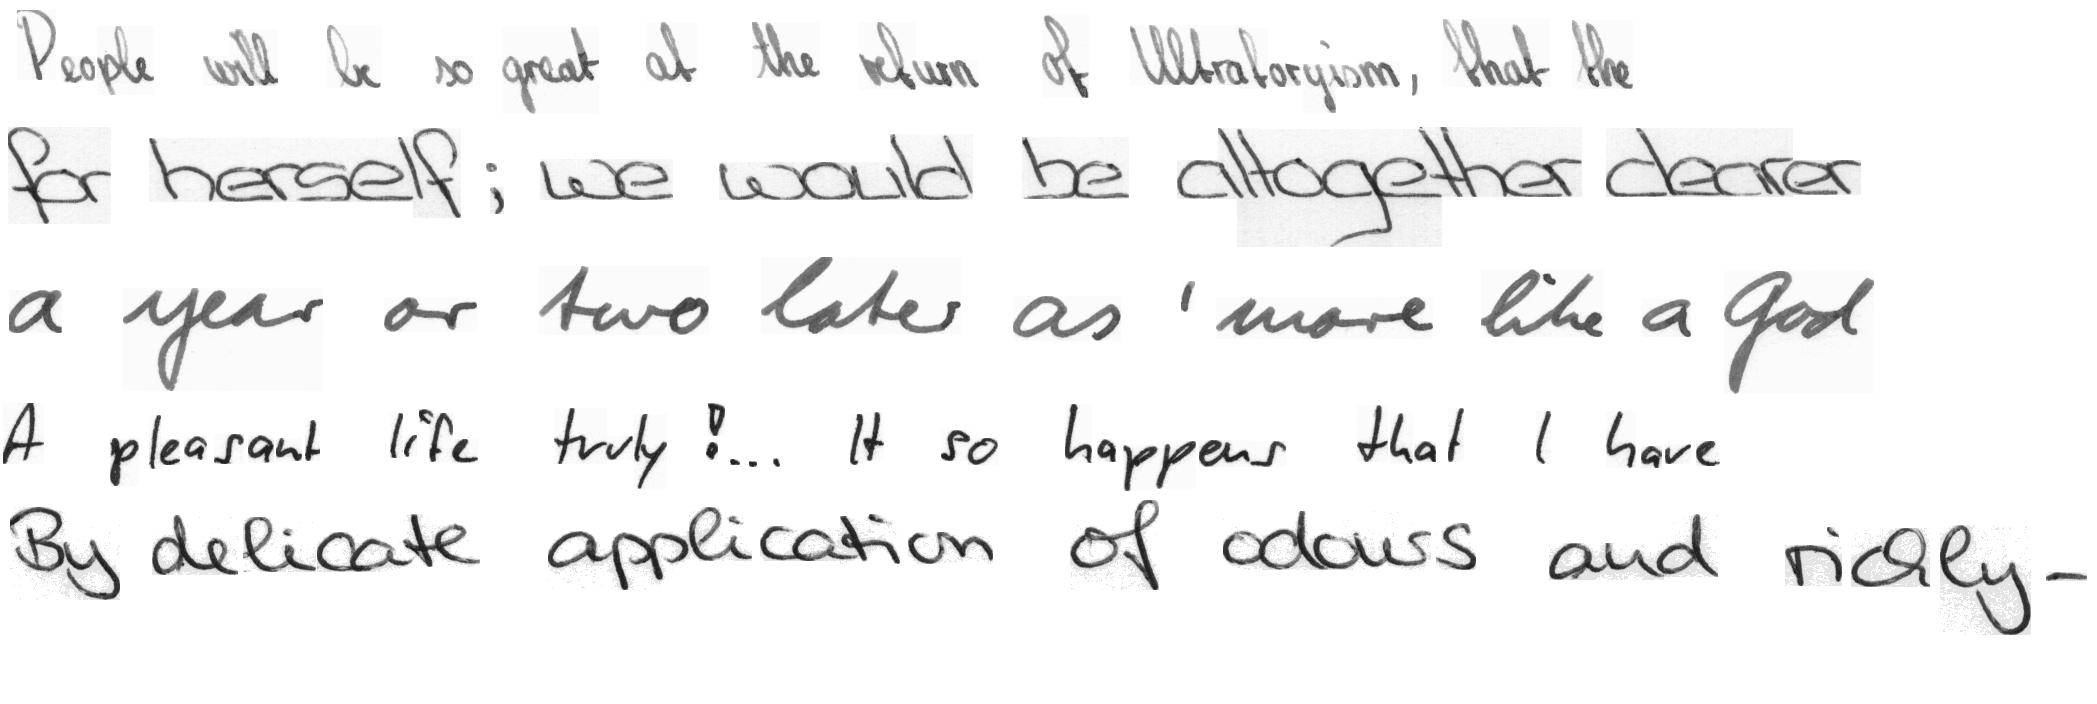 People will be so great at the return of Ultratoryism, that the
for herself; we would be altogether dearer
a year or two later as ' more like a God
A pleasant life truly!... It so happens that I have
By delicate application of odours and richly-